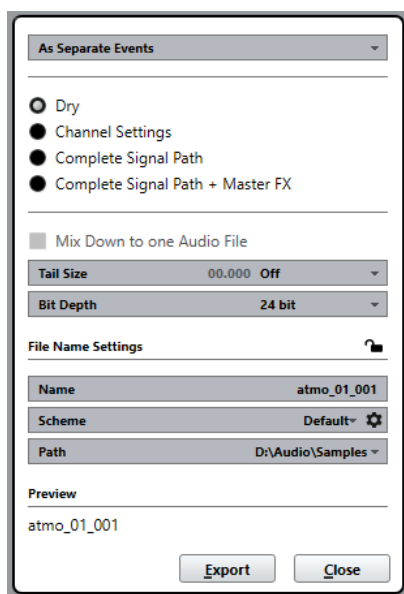 As Separate Events
Dry
Channel Settings
Complete Signal Path
Complete Signal Path + Master FX
Mix Down to one Audio File
Tail Size 00.000 Off
Bit Depth 24 bit
File Name Settings
Name atmo_01_001
Scheme Default
Path D:\Audio\Samples
Preview
atmo_01_001
Export Close